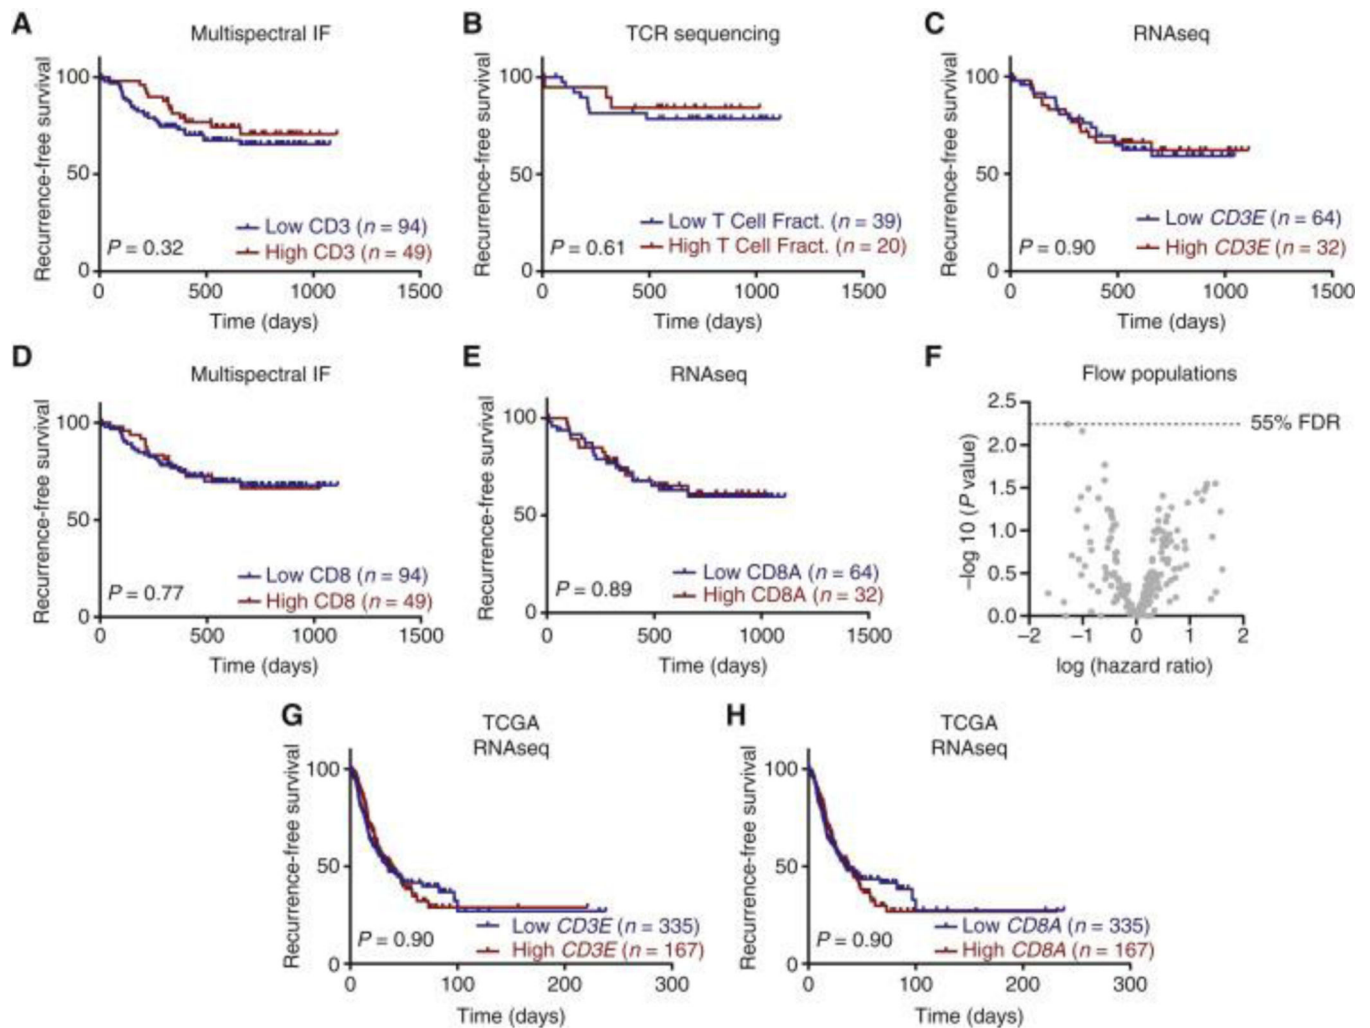 A
Multispectral IF
Recurrence-free survival
100
50
0
P = 0.32
Low CD3 (n = 94)
High CD3 (n = 49)
0 500 1000 1500
Time (days)
B
TCR sequencing
Recurrence-free survival
100
50
0
P = 0.61
Low T Cell Fract. (n = 39)
High T Cell Fract. (n = 20)
0 500 1000 1500
Time (days)
C
RNAseq
Recurrence-free survival
100
50
0
P = 0.90
Low CD3E (n = 64)
High CD3E (n = 32)
0 500 1000 1500
Time (days)
D
Multispectral IF
Recurrence-free survival
100
50
0
P = 0.77
Low CD8 (n = 94)
High CD8 (n = 49)
0 500 1000 1500
Time (days)
E
RNAseq
Recurrence-free survival
100
50
0
P = 0.89
Low CD8A (n = 64)
High CD8A (n = 32)
0 500 1000 1500
Time (days)
F
Flow populations
–log 10 (P value)
2.5
2.0
1.5
1.0
0.5
0.0
55% FDR
–2 –1 0 1 2
log (hazard ratio)
G
TCGA
RNAseq
Recurrence-free survival
100
50
0
P = 0.90
Low CD3E (n = 335)
High CD3E (n = 167)
0 100 200 300
Time (days)
H
TCGA
RNAseq
Recurrence-free survival
100
50
0
P = 0.90
Low CD8A (n = 335)
High CD8A (n = 167)
0 100 200 300
Time (days)